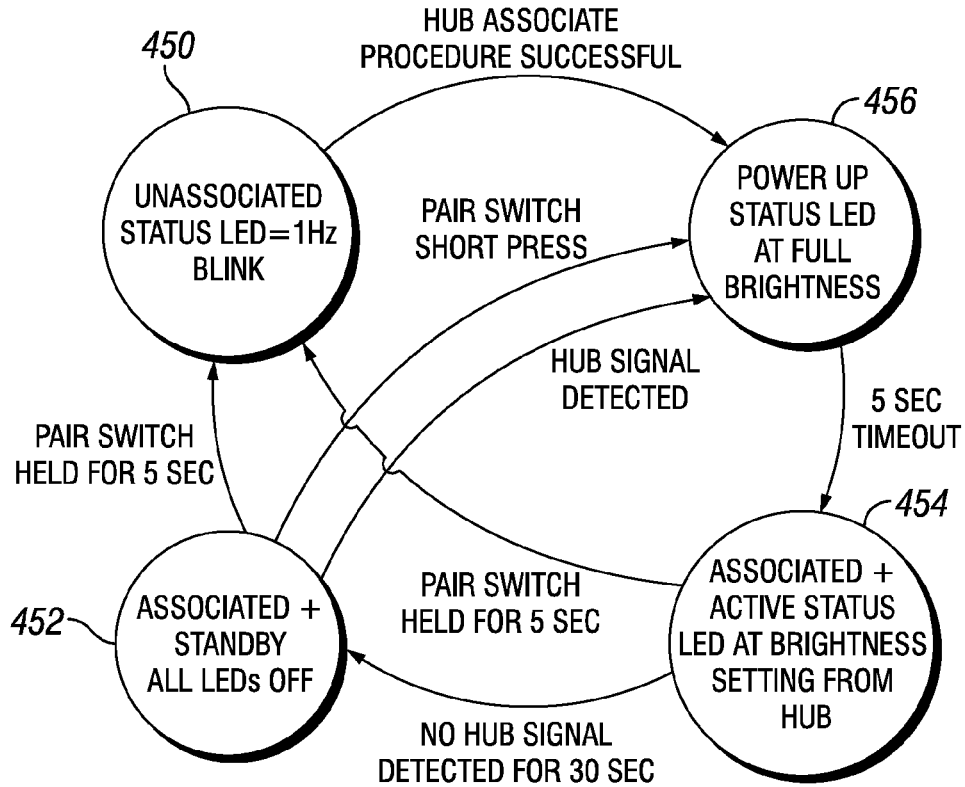 HUB ASSOCIATE
PROCEDURE SUCCESSFUL
450
456
UNASSOCIATED
STATUS LED=1Hz
BLINK
POWER UP
STATUS LED
AT FULL
BRIGHTNESS
PAIR SWITCH
SHORT PRESS
HUB SIGNAL
DETECTED
5 SEC
TIMEOUT
PAIR SWITCH
HELD FOR 5 SEC
454
452
ASSOCIATED +
STANDBY
ALL LEDs OFF
PAIR SWITCH
HELD FOR 5 SEC
ASSOCIATED +
ACTIVE STATUS
LED AT BRIGHTNESS
SETTING FROM
HUB
NO HUB SIGNAL
DETECTED FOR 30 SEC